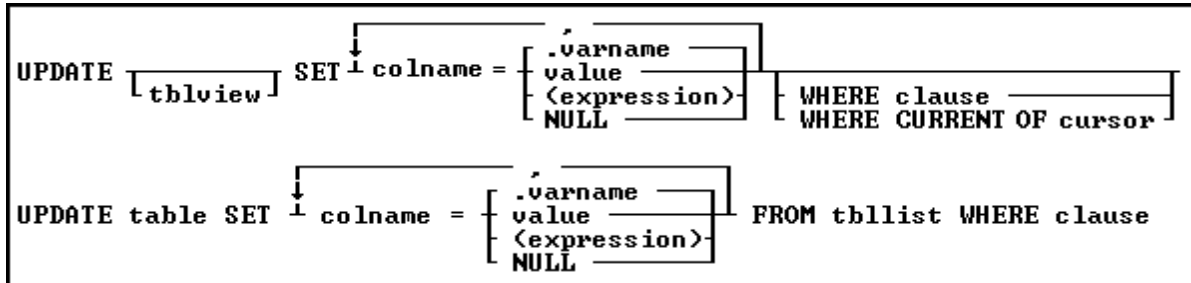 ,
.varname
UPDATE tblview SET colname = value
(expression) WHERE clause
NULL WHERE CURRENT OF cursor
,
.varname
UPDATE table SET colname = value FROM tbllist WHERE clause
(expression)
NULL